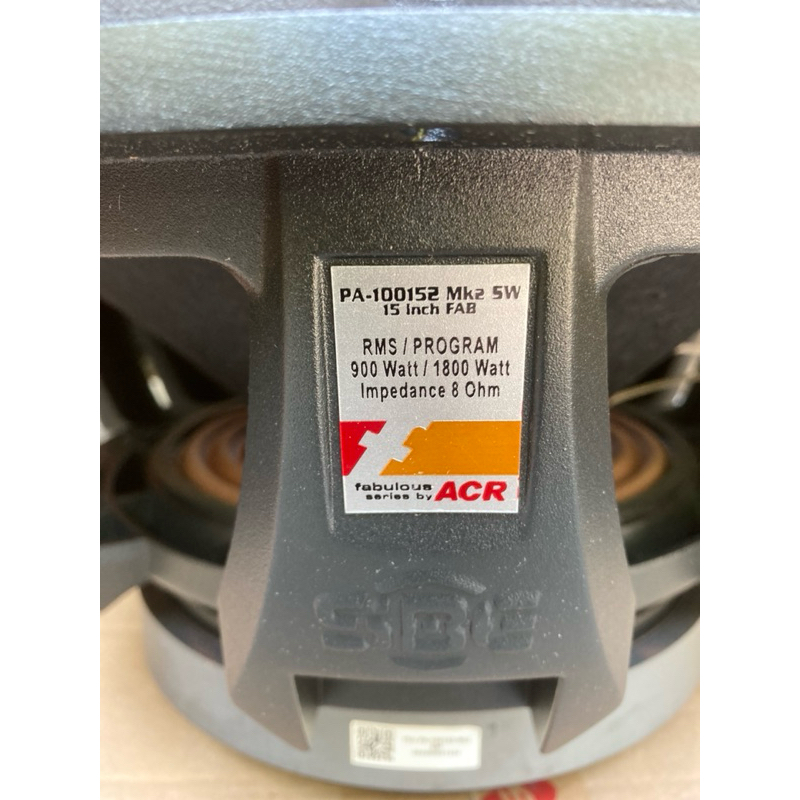 PA-100152 Mk2 SW
15 Inch FAB
RMS / PROGRAM
900 Watt / 1800 Watt
Impedance 8 Ohm
fabulous
series by ACR
SBE